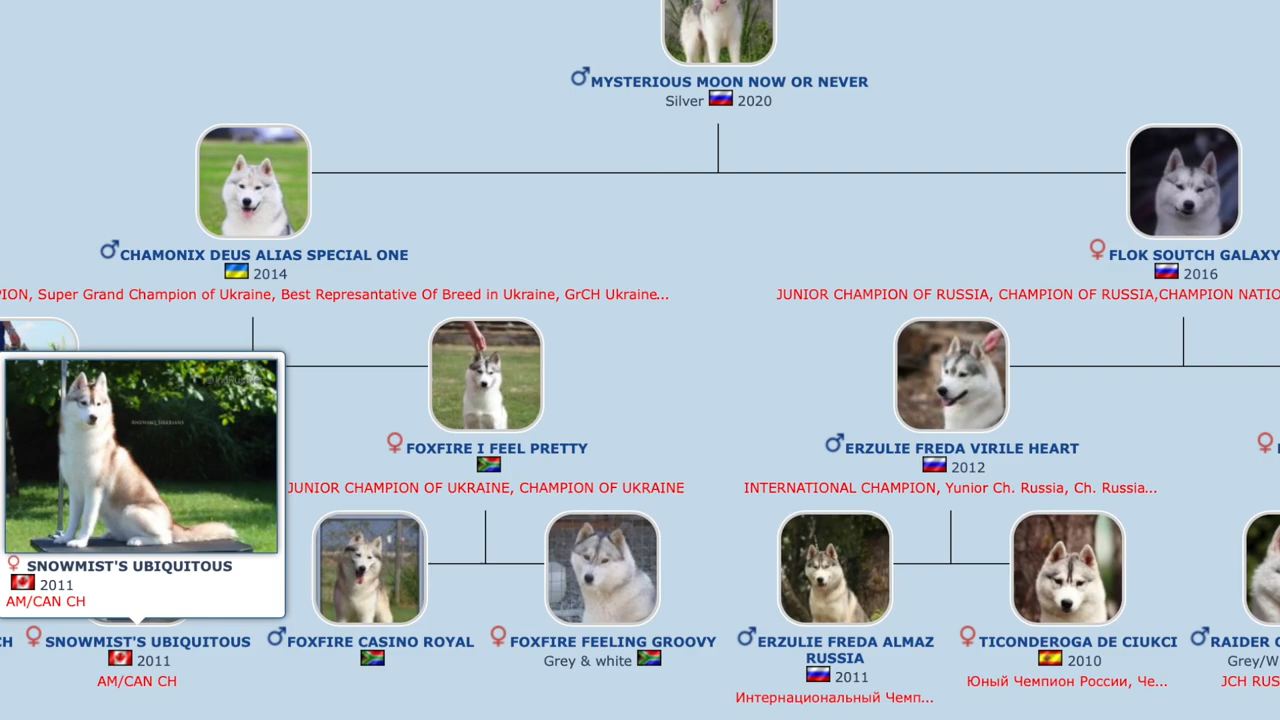 MYSTERIOUS MOON NOW OR NEVER
Silver 2020
CHAMONIX DEUS ALIAS SPECIAL ONE
2014
ION, Super Grand Champion of Ukraine, Best Represantative Of Breed in Ukraine, GrCH Ukraine...
FLOK SOUTCH GALAXY
2016
JUNIOR CHAMPION OF RUSSIA, CHAMPION OF RUSSIA,CHAMPION NATIO
FOXFIRE I FEEL PRETTY
JUNIOR CHAMPION OF UKRAINE, CHAMPION OF UKRAINE
ERZULIE FREDA VIRILE HEART
2012
INTERNATIONAL CHAMPION, Yunior Ch. Russia, Ch. Russia...
SNOWMIST'S UBIQUITOUS
2011
AM/CAN CH
CH
SNOWMIST'S UBIQUITOUS
2011
AM/CAN CH
FOXFIRE CASINO ROYAL
FOXFIRE FEELING GROOVY
Grey & white
ERZULIE FREDA ALMAZ
RUSSIA
2011
Интернациональный Чемп...
TICONDEROGA DE CIUKCI
2010
Юный Чемпион России, Че...
RAIDER
Grey/W
JCH RUS